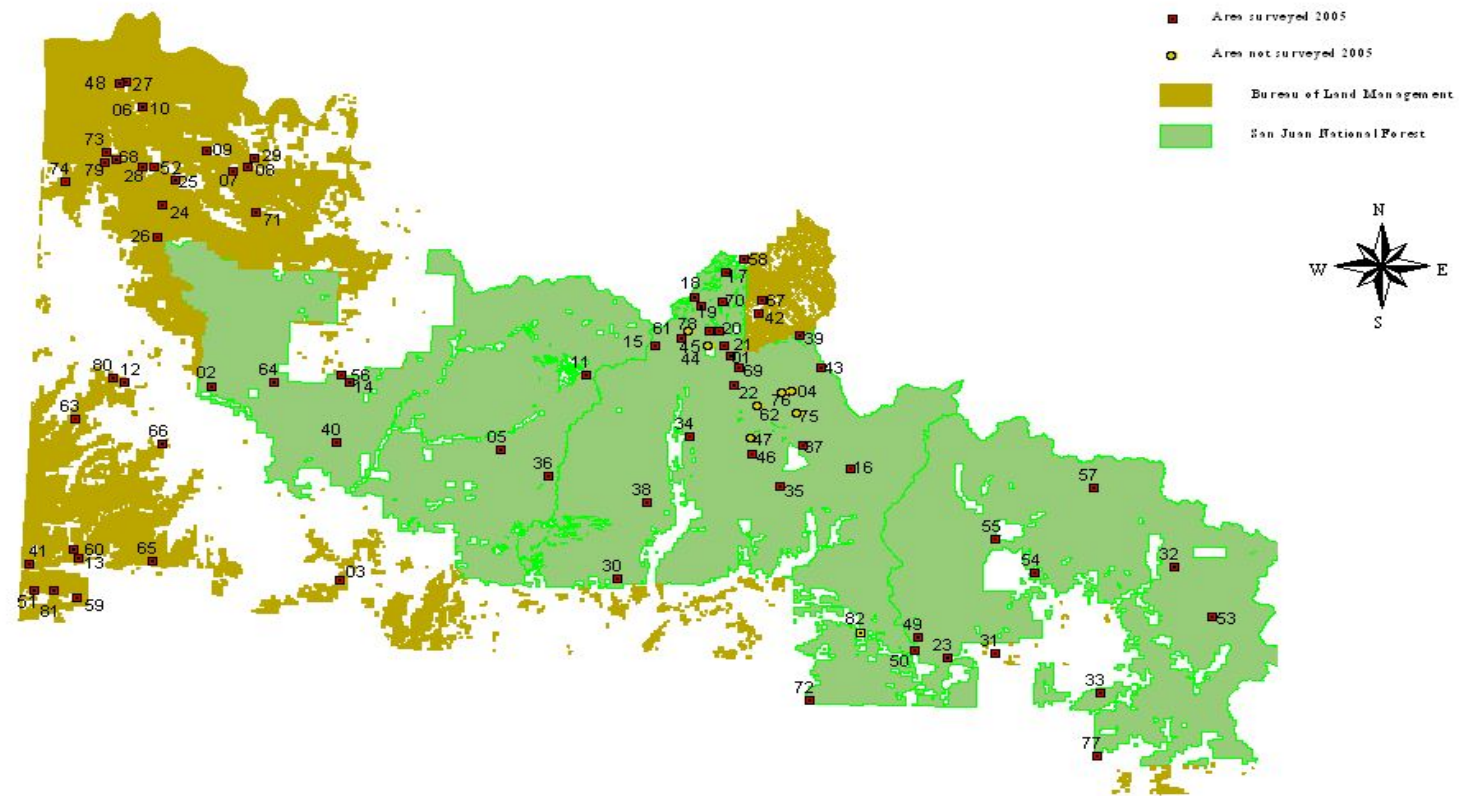 Area surveyed 2005
Area not surveyed 2005
Bureau of Land Management
San Juan National Forest
N
W E
S
48 27
06 10
73 09
68 29
74 79 28 52 07 08
25
24 71
26
58
17
18 70 67
19 42
61 78 20 39
15 45 21
44 01
80 12 02 64 56 11 69 43
14
22 76 04
63 62 75
34
66 40 05 47 37
46
36 16
38 35 57
55
41 60 54 32
13 65
03 30
51 81 59
82 49 53
50 23 31
72 33
77